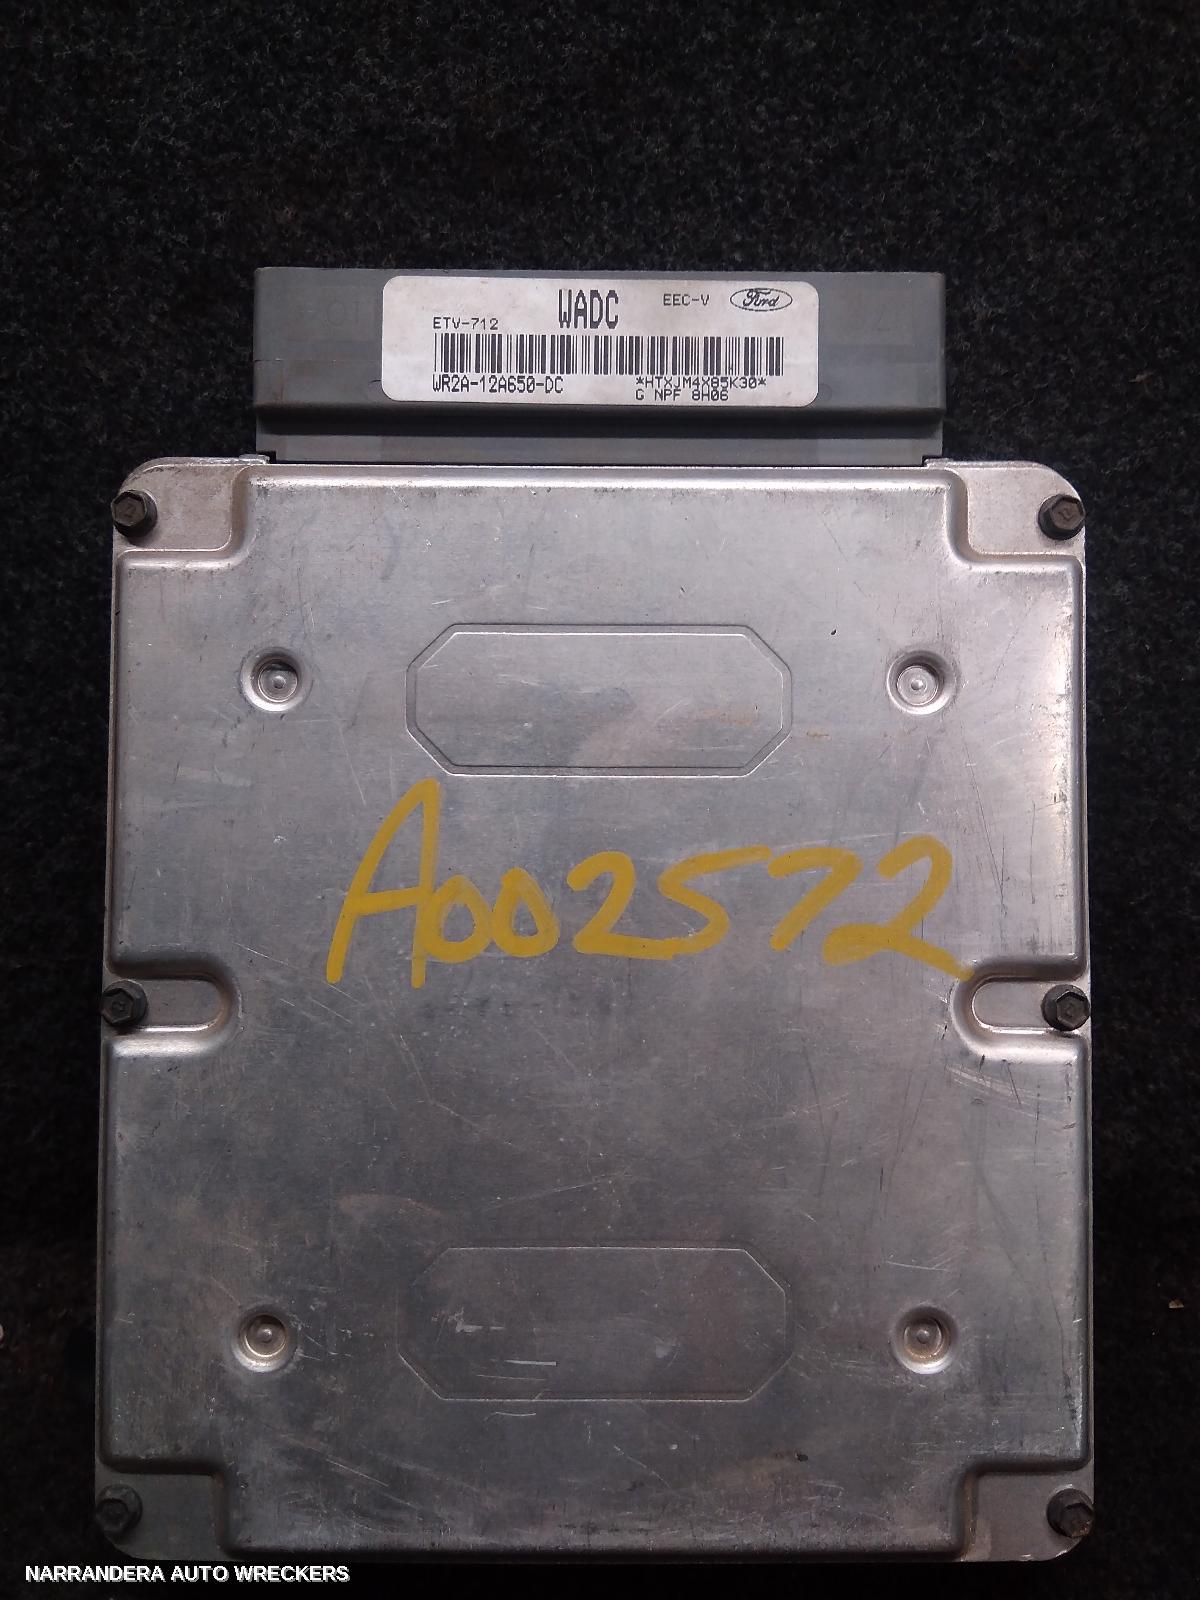 WADC EEC-V Ford
ETV-712
WR2A-12A650-DC *HTXJM4X85K30*
G NPF 8H06
A002572
NARRANDERA AUTO WRECKERS